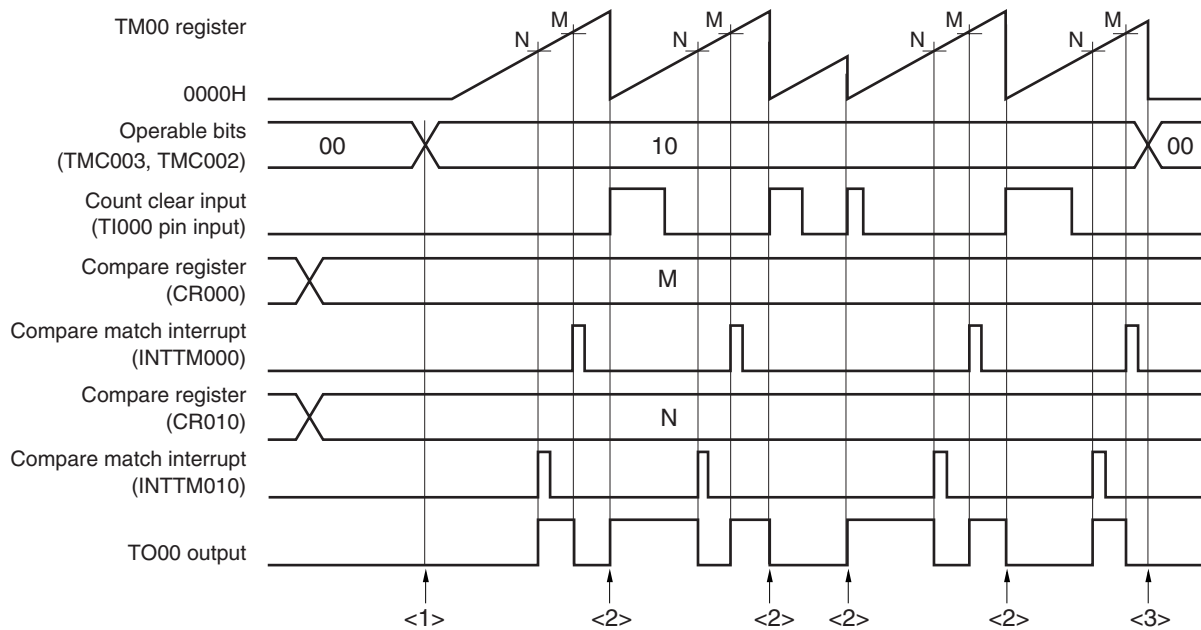 TM00 register
N M N M N M N M
0000H
Operable bits
(TMC003, TMC002)
00 10 00
Count clear input
(TI000 pin input)
Compare register
(CR000)
M
Compare match interrupt
(INTTM000)
Compare register
(CR010)
N
Compare match interrupt
(INTTM010)
TO00 output
<1> <2> <2> <2> <2> <3>